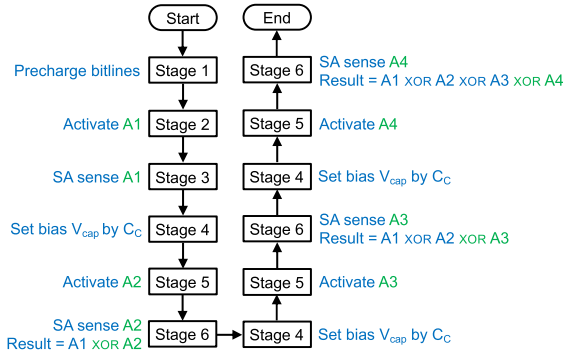 Start
Precharge bitlines
Stage 1
Activate A1
Stage 2
SA sense A1
Stage 3
Set bias Vcap by CC
Stage 4
Activate A2
Stage 5
SA sense A2
Result = A1 XOR A2
Stage 6
Stage 4
Set bias Vcap by CC
Stage 5
Activate A3
Stage 6
SA sense A3
Result = A1 XOR A2 XOR A3
Stage 4
Set bias Vcap by CC
Stage 5
Activate A4
Stage 6
SA sense A4
Result = A1 XOR A2 XOR A3 XOR A4
End